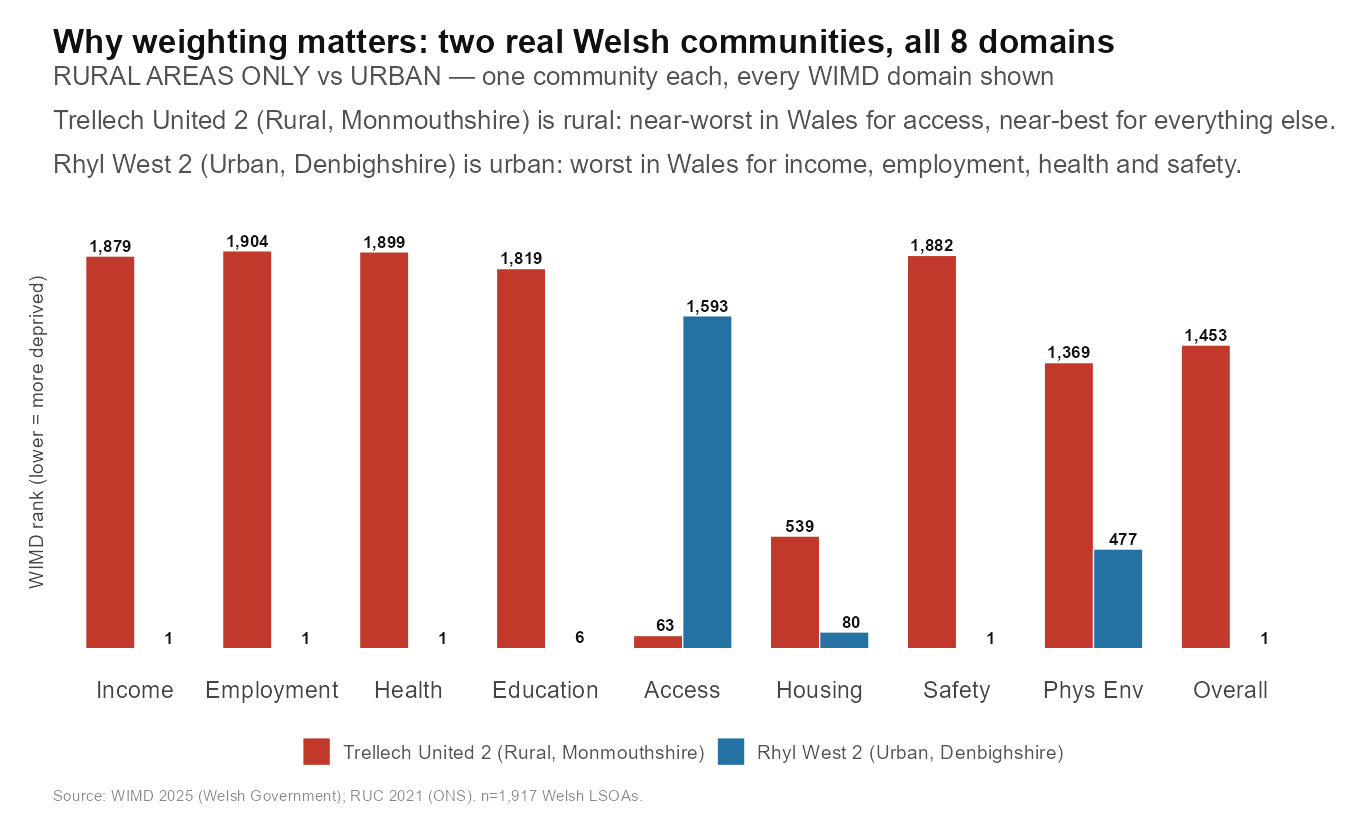 Why weighting matters: two real Welsh communities, all 8 domains
RURAL AREAS ONLY vs URBAN — one community each, every WIMD domain shown
Trellech United 2 (Rural, Monmouthshire) is rural: near-worst in Wales for access, near-best for everything else.
Rhyl West 2 (Urban, Denbighshire) is urban: worst in Wales for income, employment, health and safety.
WIMD rank (lower = more deprived)
1,879
1
1,904
1
1,899
1
1,819
6
63
1,593
539
80
1,882
1
1,369
477
1,453
1
Income
Employment
Health
Education
Access
Housing
Safety
Phys Env
Overall
Trellech United 2 (Rural, Monmouthshire)
Rhyl West 2 (Urban, Denbighshire)
Source: WIMD 2025 (Welsh Government); RUC 2021 (ONS). n=1,917 Welsh LSOAs.